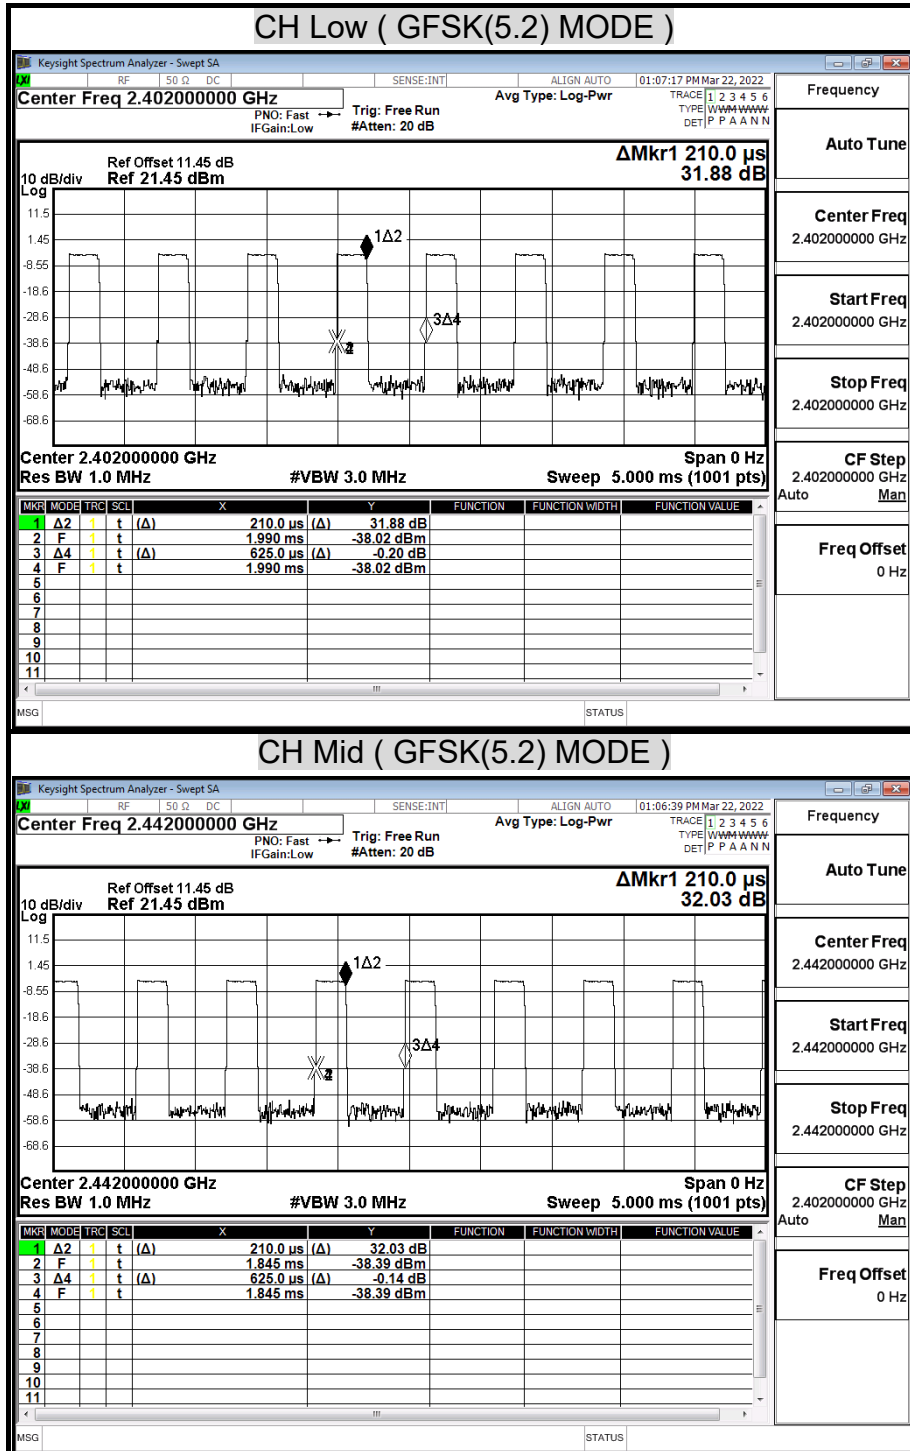 CH Low ( GFSK(5.2) MODE )
Keysight Spectrum Analyzer - Swept SA
LXI RF 50 Ω DC SENSE:INT ALIGN AUTO 01:07:17 PM Mar 22, 2022
Center Freq 2.402000000 GHz
PNO: Fast
IFGain:Low
Trig: Free Run
#Atten: 20 dB
Avg Type: Log-Pwr
TRACE 1 2 3 4 5 6
TYPE WWMWWWW
DET P P A A N N
ΔMkr1 210.0 µs
31.88 dB
Ref Offset 11.45 dB
10 dB/div Ref 21.45 dBm
Log
11.5
1.45
-8.55
-18.6
-28.6
-38.6
-48.6
-58.6
-68.6
1Δ2
3Δ4
Center 2.402000000 GHz Span 0 Hz
Res BW 1.0 MHz #VBW 3.0 MHz Sweep 5.000 ms (1001 pts)
MKR MODE TRC SCL X Y FUNCTION FUNCTION WIDTH FUNCTION VALUE
1 Δ2 1 t (Δ) 210.0 µs (Δ) 31.88 dB
2 F 1 t 1.990 ms -38.02 dBm
3 Δ4 1 t (Δ) 625.0 µs (Δ) -0.20 dB
4 F 1 t 1.990 ms -38.02 dBm
5
6
7
8
9
10
11
MSG STATUS
Frequency
Auto Tune
Center Freq
2.402000000 GHz
Start Freq
2.402000000 GHz
Stop Freq
2.402000000 GHz
CF Step
2.402000000 GHz
Auto Man
Freq Offset
0 Hz
CH Mid ( GFSK(5.2) MODE )
Keysight Spectrum Analyzer - Swept SA
LXI RF 50 Ω DC SENSE:INT ALIGN AUTO 01:06:39 PM Mar 22, 2022
Center Freq 2.442000000 GHz
PNO: Fast
IFGain:Low
Trig: Free Run
#Atten: 20 dB
Avg Type: Log-Pwr
TRACE 1 2 3 4 5 6
TYPE WWMWWWW
DET P P A A N N
ΔMkr1 210.0 µs
32.03 dB
Ref Offset 11.45 dB
10 dB/div Ref 21.45 dBm
Log
11.5
1.45
-8.55
-18.6
-28.6
-38.6
-48.6
-58.6
-68.6
1Δ2
3Δ4
Center 2.442000000 GHz Span 0 Hz
Res BW 1.0 MHz #VBW 3.0 MHz Sweep 5.000 ms (1001 pts)
MKR MODE TRC SCL X Y FUNCTION FUNCTION WIDTH FUNCTION VALUE
1 Δ2 1 t (Δ) 210.0 µs (Δ) 32.03 dB
2 F 1 t 1.845 ms -38.39 dBm
3 Δ4 1 t (Δ) 625.0 µs (Δ) -0.14 dB
4 F 1 t 1.845 ms -38.39 dBm
5
6
7
8
9
10
11
MSG STATUS
Frequency
Auto Tune
Center Freq
2.442000000 GHz
Start Freq
2.442000000 GHz
Stop Freq
2.442000000 GHz
CF Step
2.402000000 GHz
Auto Man
Freq Offset
0 Hz